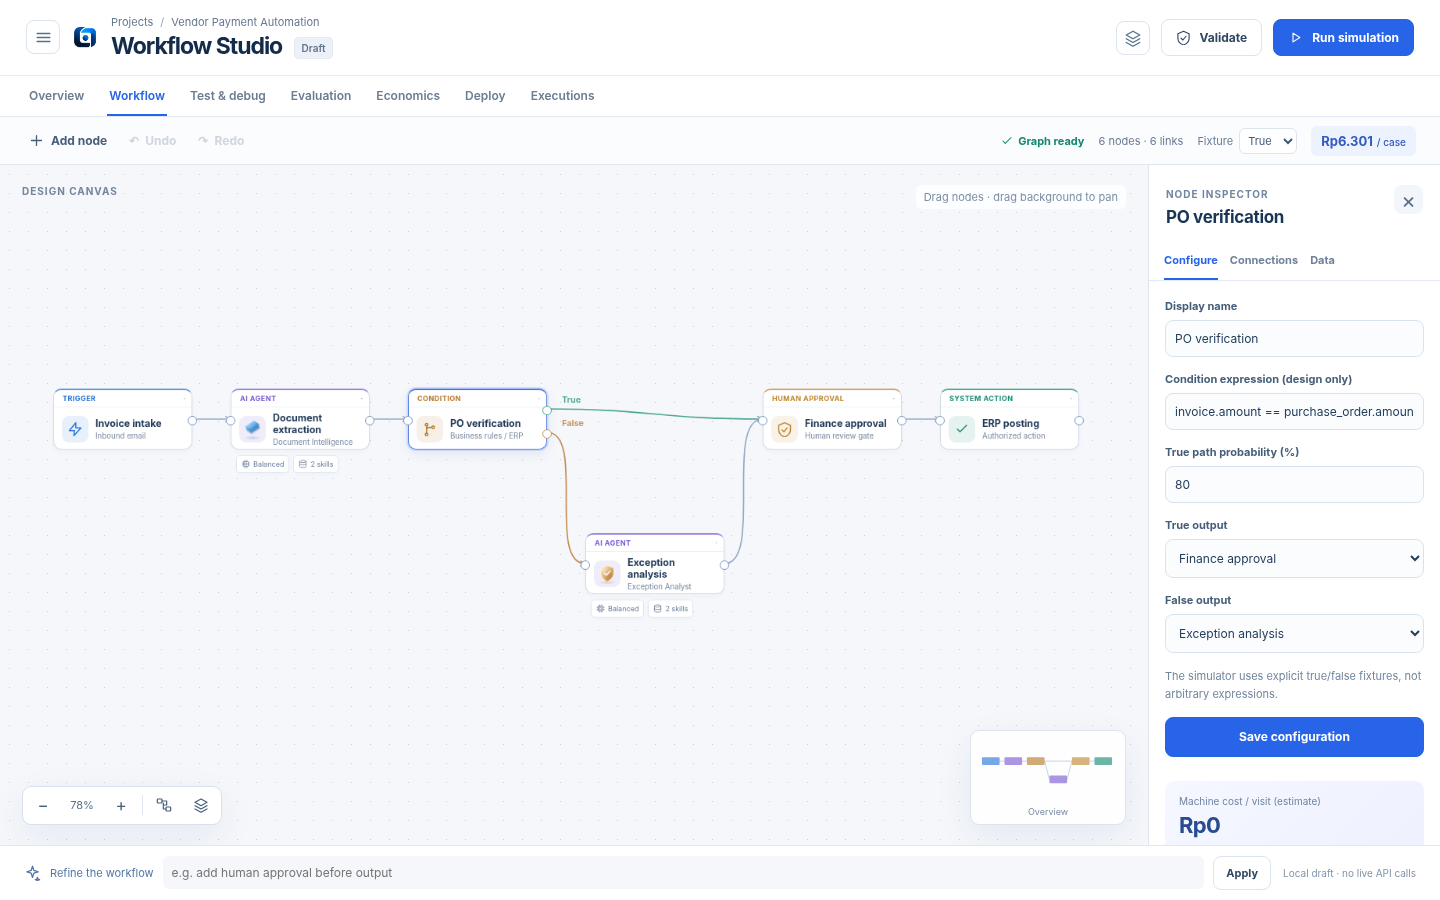 Projects / Vendor Payment Automation
Workflow Studio
Draft
Validate
Run simulation
Overview
Workflow
Test & debug
Evaluation
Economics
Deploy
Executions
Add node
Undo
Redo
Graph ready
6 nodes · 6 links
Fixture
True
Rp6.301 / case
DESIGN CANVAS
Drag nodes · drag background to pan
TRIGGER
Invoice intake
Inbound email
AI AGENT
Document
extraction
Document Intelligence
Balanced
2 skills
CONDITION
PO verification
Business rules / ERP
True
False
AI AGENT
Exception
analysis
Exception Analyst
Balanced
2 skills
HUMAN APPROVAL
Finance approval
Human review gate
SYSTEM ACTION
ERP posting
Authorized action
78%
Overview
NODE INSPECTOR
PO verification
Configure
Connections
Data
Display name
PO verification
Condition expression (design only)
invoice.amount == purchase_order.amoun
True path probability (%)
80
True output
Finance approval
False output
Exception analysis
The simulator uses explicit true/false fixtures, not
arbitrary expressions.
Save configuration
Machine cost / visit (estimate)
Rp0
Refine the workflow
e.g. add human approval before output
Apply
Local draft · no live API calls